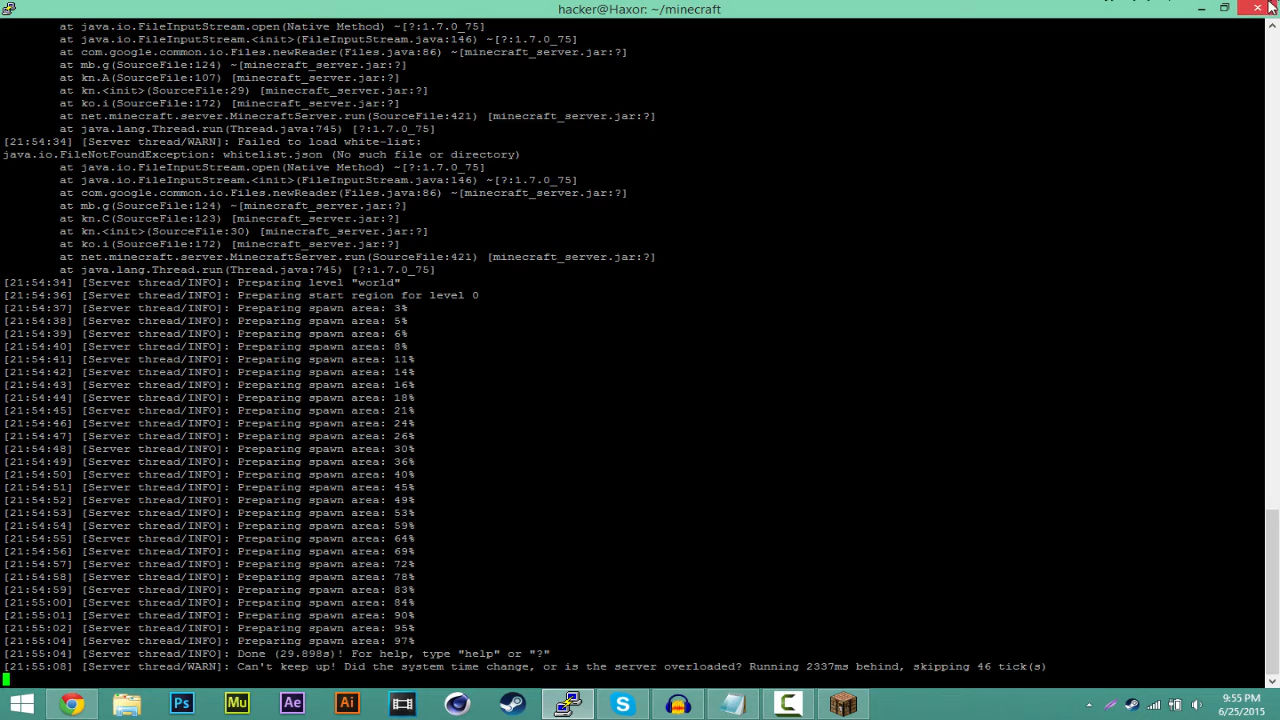 hacker@Haxor: ~/minecraft
at java.io.FileInputStream.open(Native Method) ~[?:1.7.0_75]
at java.io.FileInputStream.<init>(FileInputStream.java:146) ~[?:1.7.0_75]
at com.google.common.io.Files.newReader(Files.java:86) ~[minecraft_server.jar:?]
at mb.g(SourceFile:124) ~[minecraft_server.jar:?]
at kn.A(SourceFile:107) [minecraft_server.jar:?]
at kn.<init>(SourceFile:29) [minecraft_server.jar:?]
at ko.i(SourceFile:172) [minecraft_server.jar:?]
at net.minecraft.server.MinecraftServer.run(SourceFile:421) [minecraft_server.jar:?]
at java.lang.Thread.run(Thread.java:745) [?:1.7.0_75]
[21:54:34] [Server thread/WARN]: Failed to load white-list:
java.io.FileNotFoundException: whitelist.json (No such file or directory)
at java.io.FileInputStream.open(Native Method) ~[?:1.7.0_75]
at java.io.FileInputStream.<init>(FileInputStream.java:146) ~[?:1.7.0_75]
at com.google.common.io.Files.newReader(Files.java:86) ~[minecraft_server.jar:?]
at mb.g(SourceFile:124) ~[minecraft_server.jar:?]
at kn.C(SourceFile:123) [minecraft_server.jar:?]
at kn.<init>(SourceFile:30) [minecraft_server.jar:?]
at ko.i(SourceFile:172) [minecraft_server.jar:?]
at net.minecraft.server.MinecraftServer.run(SourceFile:421) [minecraft_server.jar:?]
at java.lang.Thread.run(Thread.java:745) [?:1.7.0_75]
[21:54:34] [Server thread/INFO]: Preparing level "world"
[21:54:36] [Server thread/INFO]: Preparing start region for level 0
[21:54:37] [Server thread/INFO]: Preparing spawn area: 3%
[21:54:38] [Server thread/INFO]: Preparing spawn area: 5%
[21:54:39] [Server thread/INFO]: Preparing spawn area: 6%
[21:54:40] [Server thread/INFO]: Preparing spawn area: 8%
[21:54:41] [Server thread/INFO]: Preparing spawn area: 11%
[21:54:42] [Server thread/INFO]: Preparing spawn area: 14%
[21:54:43] [Server thread/INFO]: Preparing spawn area: 16%
[21:54:44] [Server thread/INFO]: Preparing spawn area: 18%
[21:54:45] [Server thread/INFO]: Preparing spawn area: 21%
[21:54:46] [Server thread/INFO]: Preparing spawn area: 24%
[21:54:47] [Server thread/INFO]: Preparing spawn area: 26%
[21:54:48] [Server thread/INFO]: Preparing spawn area: 30%
[21:54:49] [Server thread/INFO]: Preparing spawn area: 36%
[21:54:50] [Server thread/INFO]: Preparing spawn area: 40%
[21:54:51] [Server thread/INFO]: Preparing spawn area: 45%
[21:54:52] [Server thread/INFO]: Preparing spawn area: 49%
[21:54:53] [Server thread/INFO]: Preparing spawn area: 53%
[21:54:54] [Server thread/INFO]: Preparing spawn area: 59%
[21:54:55] [Server thread/INFO]: Preparing spawn area: 64%
[21:54:56] [Server thread/INFO]: Preparing spawn area: 69%
[21:54:57] [Server thread/INFO]: Preparing spawn area: 72%
[21:54:58] [Server thread/INFO]: Preparing spawn area: 78%
[21:54:59] [Server thread/INFO]: Preparing spawn area: 83%
[21:55:00] [Server thread/INFO]: Preparing spawn area: 84%
[21:55:01] [Server thread/INFO]: Preparing spawn area: 90%
[21:55:02] [Server thread/INFO]: Preparing spawn area: 95%
[21:55:04] [Server thread/INFO]: Preparing spawn area: 97%
[21:55:04] [Server thread/INFO]: Done (29.898s)! For help, type "help" or "?"
[21:55:08] [Server thread/WARN]: Can't keep up! Did the system time change, or is the server overloaded? Running 2337ms behind, skipping 46 tick(s)
Ps Mu Ae Ai
9:55 PM
6/25/2015